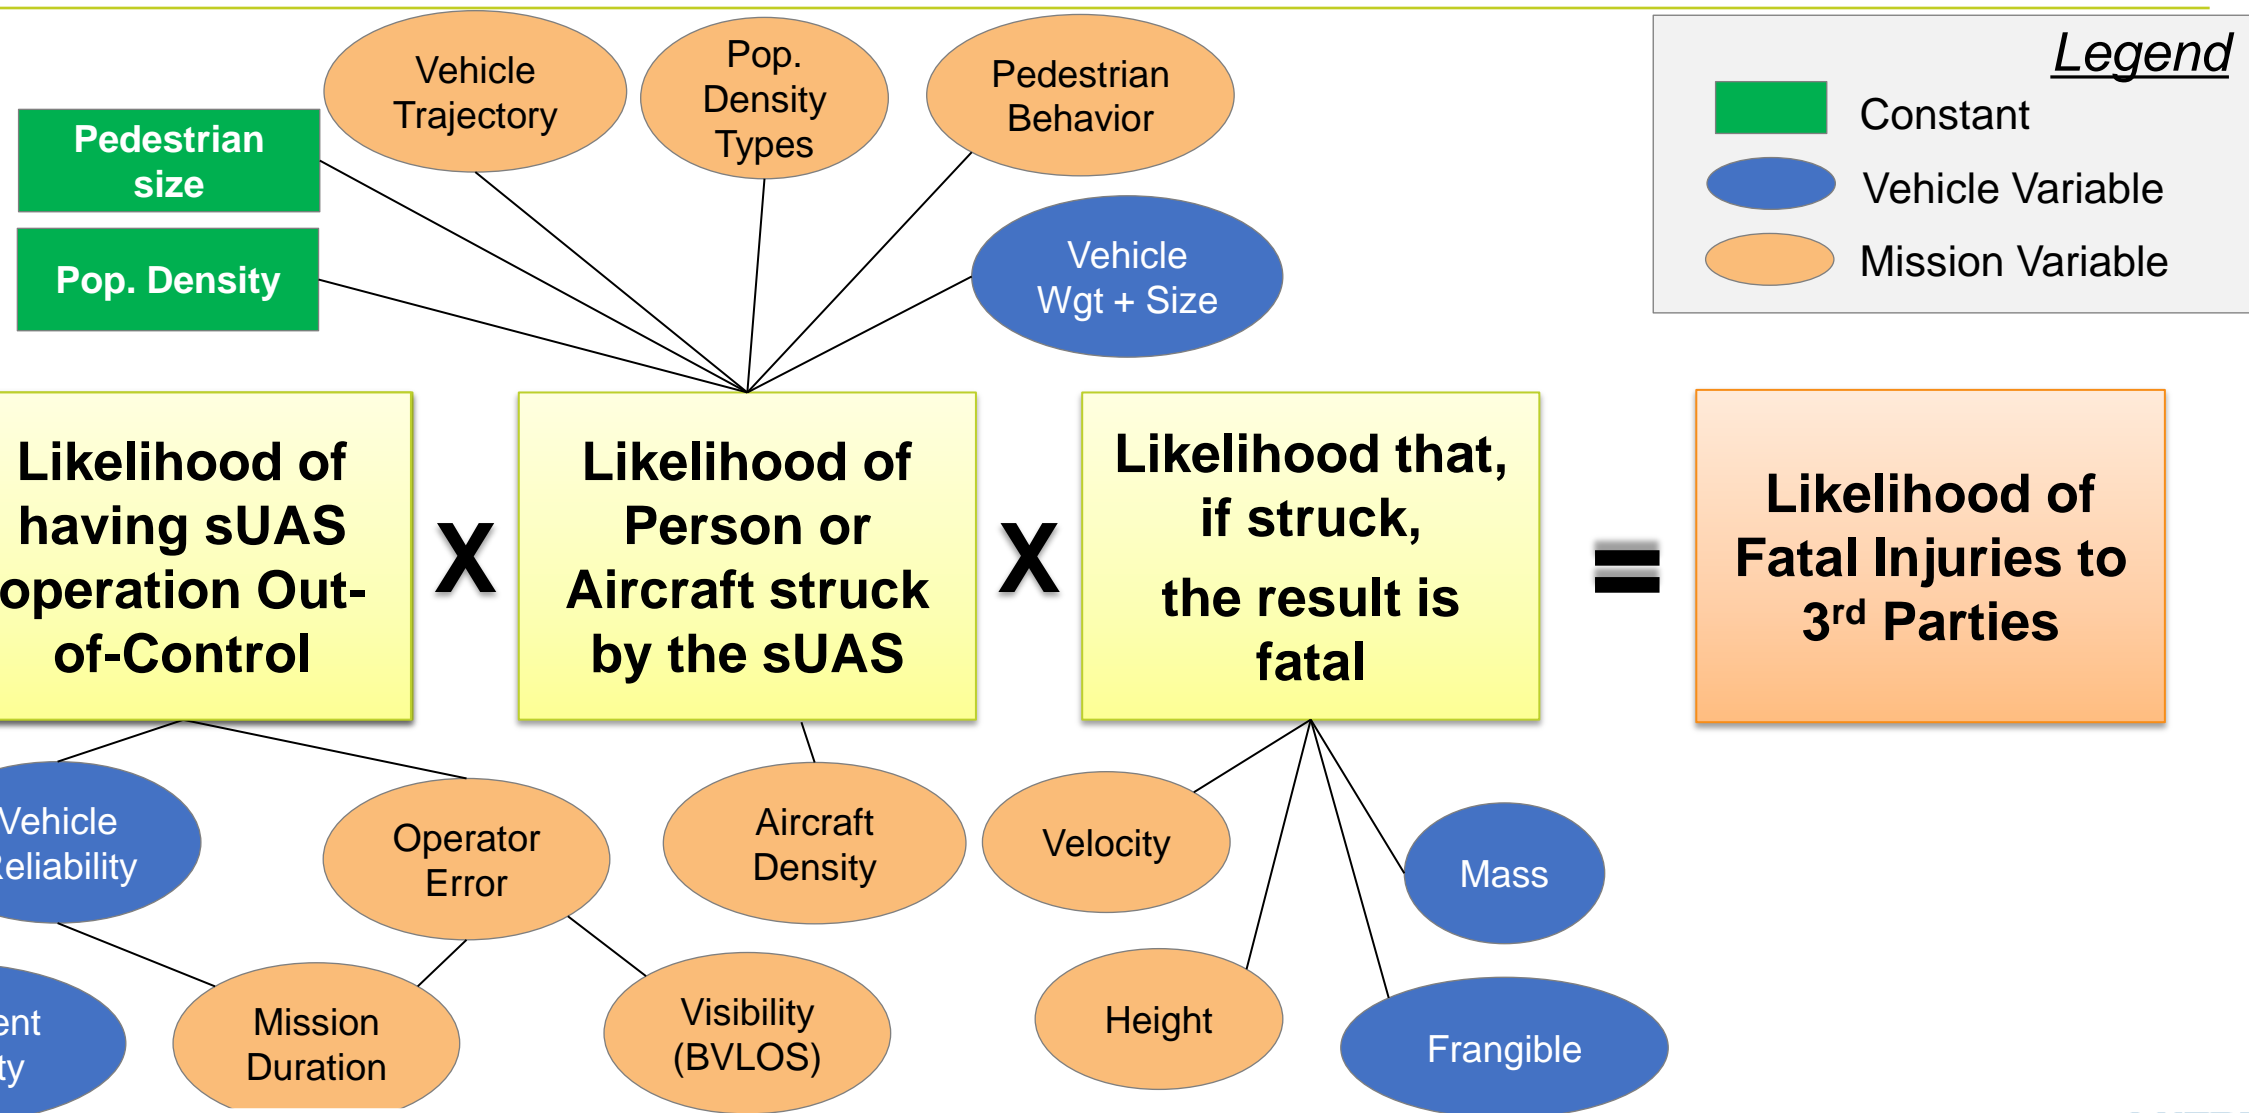 Legend
Constant
Vehicle Variable
Mission Variable
Vehicle
Trajectory
Pop.
Density
Types
Pedestrian
Behavior
Pedestrian
size
Pop. Density
Vehicle
Wgt + Size
Likelihood of
having sUAS
operation Out-
of-Control
X
Likelihood of
Person or
Aircraft struck
by the sUAS
X
Likelihood that,
if struck,
the result is
fatal
=
Likelihood of
Fatal Injuries to
3rd Parties
Vehicle
Reliability
Operator
Error
Aircraft
Density
Velocity
Mass
Mission
Duration
Visibility
(BVLOS)
Height
Frangible